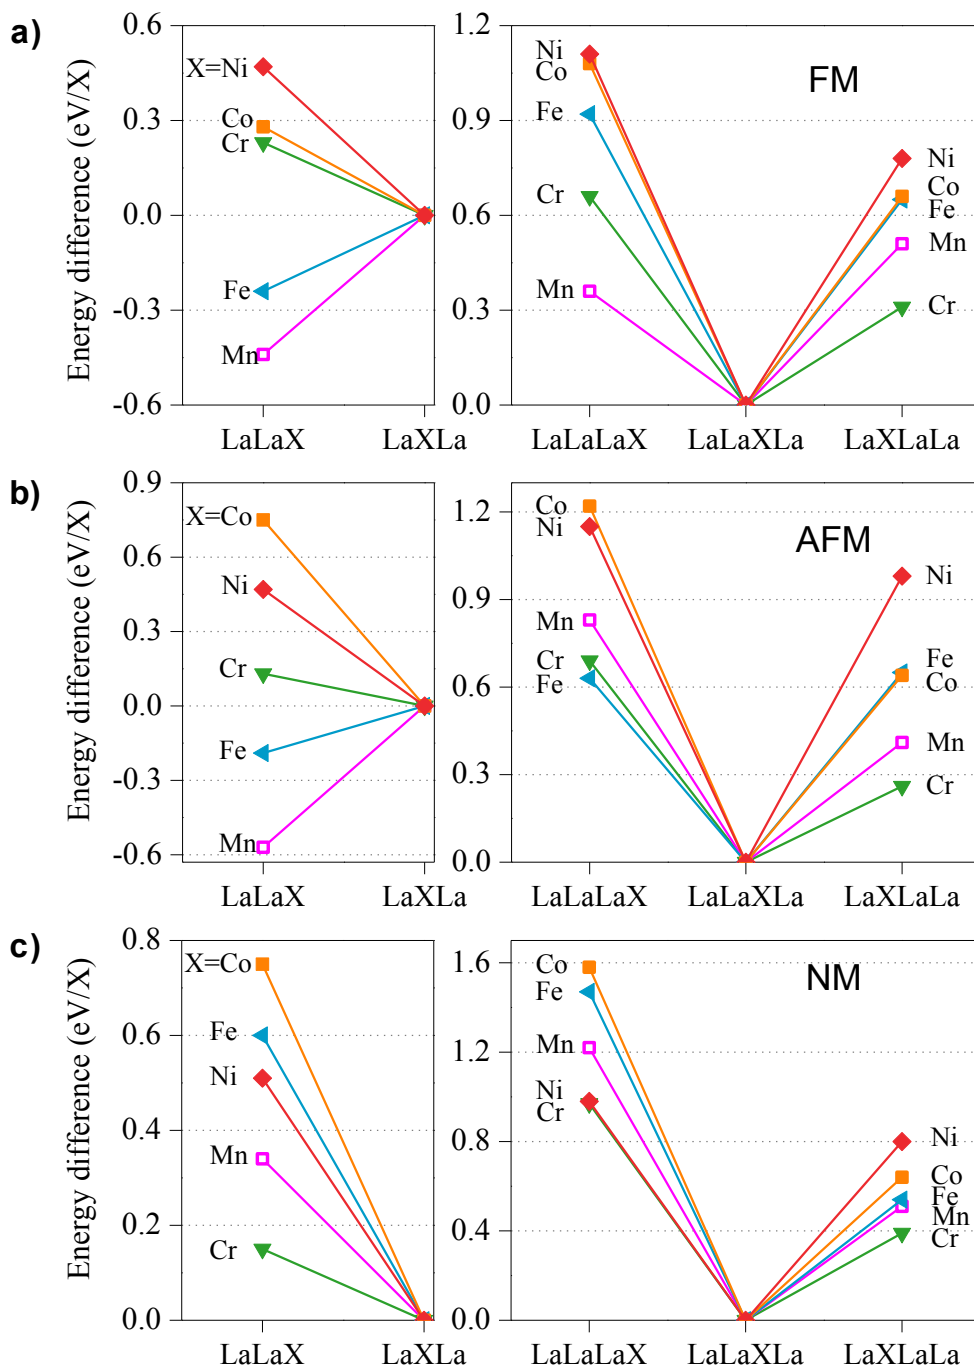 a)
Energy difference (eV/X)
0.6
0.3
0.0
-0.3
-0.6
X=Ni
Co
Cr
Fe
Mn
LaLaX
LaXLa
1.2
0.9
0.6
0.3
0.0
FM
Ni
Co
Fe
Cr
Mn
Ni
Co
Fe
Mn
Cr
LaLaLaX
LaLaXLa
LaXLaLa
b)
Energy difference (eV/X)
0.9
0.6
0.3
0.0
-0.3
-0.6
X=Co
Ni
Cr
Fe
Mn
LaLaX
LaXLa
1.2
0.9
0.6
0.3
0.0
AFM
Co
Ni
Mn
Cr
Fe
Ni
Fe
Co
Mn
Cr
LaLaLaX
LaLaXLa
LaXLaLa
c)
Energy difference (eV/X)
0.8
0.6
0.4
0.2
0.0
X=Co
Fe
Ni
Mn
Cr
LaLaX
LaXLa
1.6
1.2
0.8
0.4
0.0
NM
Co
Fe
Mn
Ni
Cr
Ni
Co
Fe
Mn
Cr
LaLaLaX
LaLaXLa
LaXLaLa